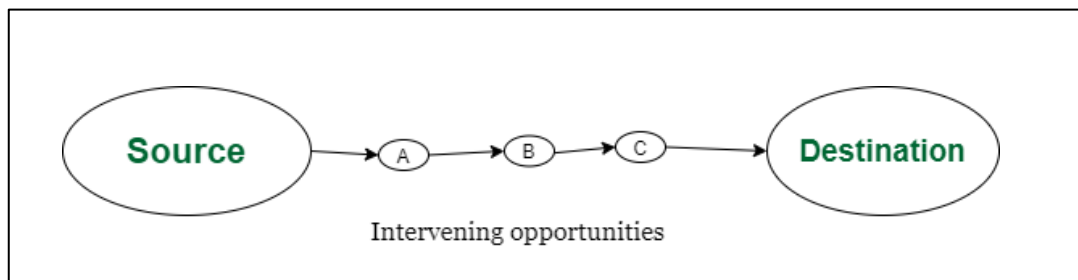 Source
A
B
C
Destination
Intervening opportunities